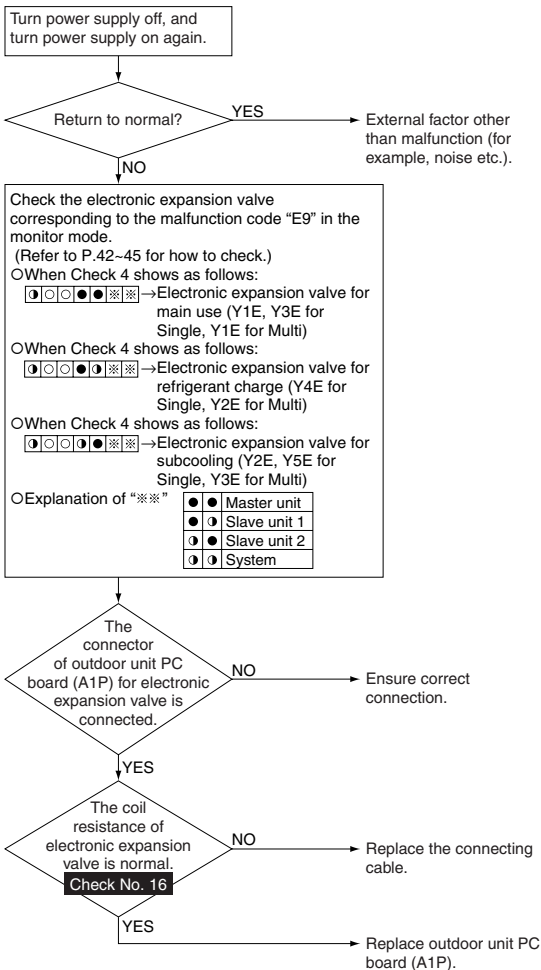 Turn power supply off, and
turn power supply on again.
Return to normal?
YES
External factor other
than malfunction (for
example, noise etc.).
NO
Check the electronic expansion valve
corresponding to the malfunction code “E9” in the
monitor mode.
(Refer to P.42~45 for how to check.)
○When Check 4 shows as follows:
◑○○●●※※→Electronic expansion valve for
main use (Y1E, Y3E for
Single, Y1E for Multi)
○When Check 4 shows as follows:
◑○○●◑※※→Electronic expansion valve for
refrigerant charge (Y4E for
Single, Y2E for Multi)
○When Check 4 shows as follows:
◑○○◑●※※→Electronic expansion valve for
subcooling (Y2E, Y5E for
Single, Y3E for Multi)
○Explanation of “※※”
●● Master unit
●◑ Slave unit 1
◑● Slave unit 2
◑◑ System
The
connector
of outdoor unit PC
board (A1P) for electronic
expansion valve is
connected.
NO
Ensure correct
connection.
YES
The coil
resistance of
electronic expansion
valve is normal.
Check No. 16
NO
Replace the connecting
cable.
YES
Replace outdoor unit PC
board (A1P).